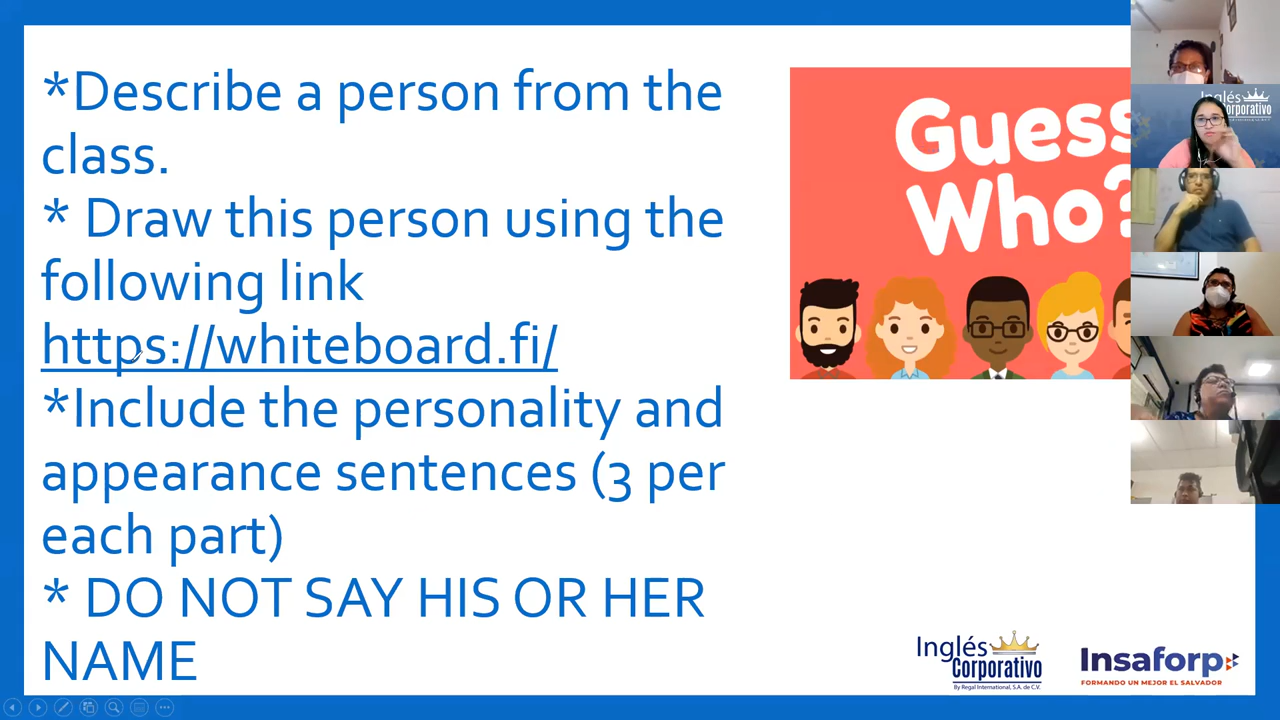 *Describe a person from the
class.
* Draw this person using the
following link
https://whiteboard.fi/
*Include the personality and
appearance sentences (3 per
each part)
* DO NOT SAY HIS OR HER
NAME
Guess
Who?
Inglés
Corporativo
Inglés
Corporativo
By Regal International, S.A. de C.V.
Insaforp
FORMANDO UN MEJOR EL SALVADOR